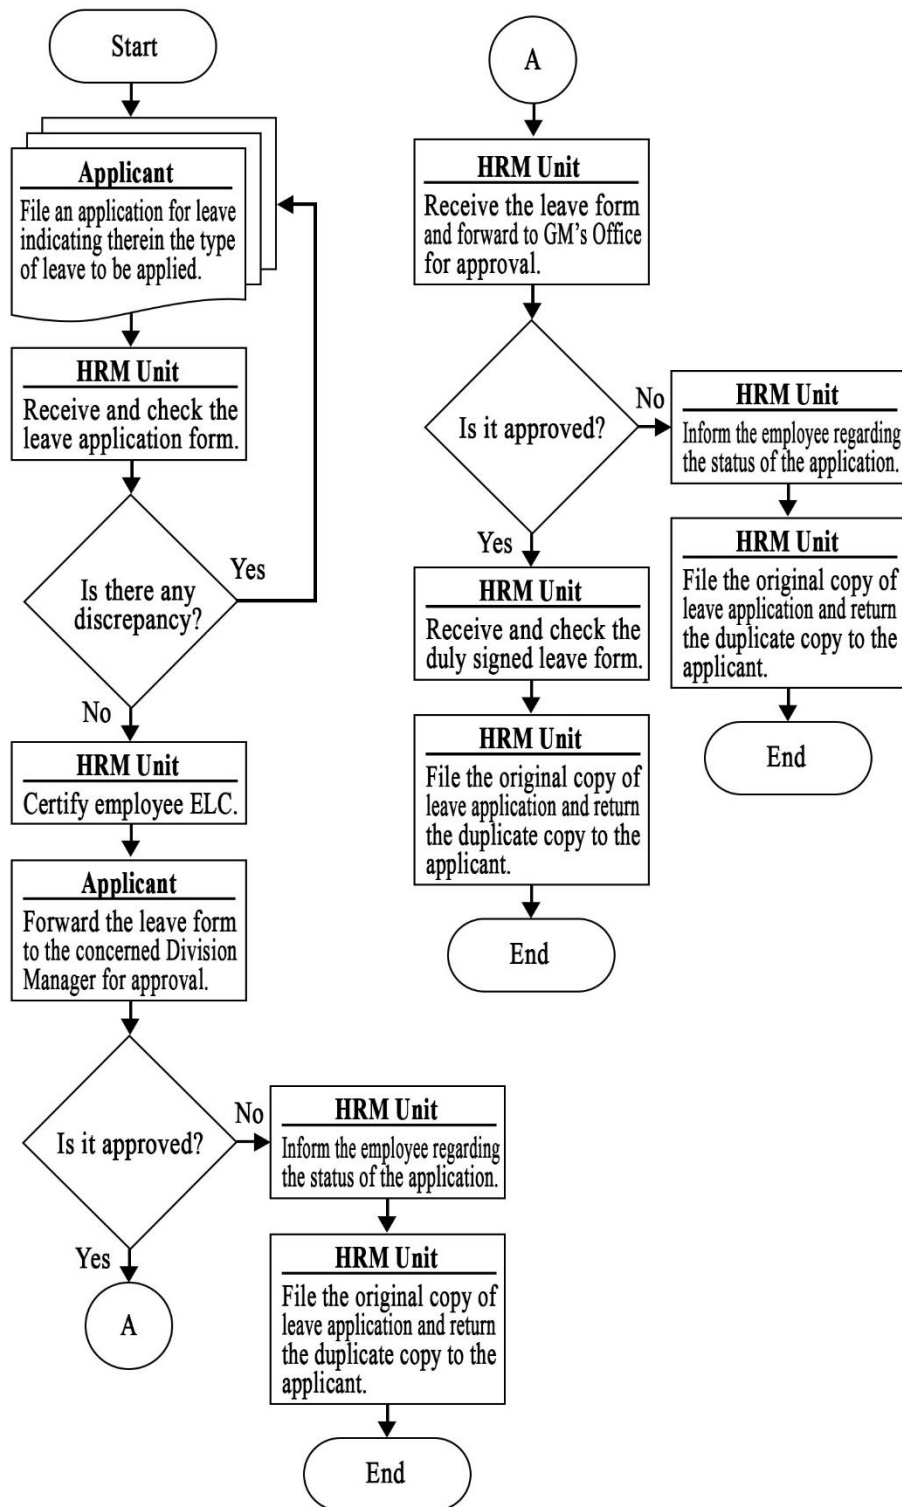 Start
Applicant
File an application for leave
indicating therein the type
of leave to be applied.
HRM Unit
Receive and check the
leave application form.
Is there any
discrepancy?
Yes
No
HRM Unit
Certify employee ELC.
Applicant
Forward the leave form
to the concerned Division
Manager for approval.
Is it approved?
No
Yes
A
HRM Unit
Inform the employee regarding
the status of the application.
HRM Unit
File the original copy of
leave application and return
the duplicate copy to the
applicant.
End
A
HRM Unit
Receive the leave form
and forward to GM's Office
for approval.
Is it approved?
No
Yes
HRM Unit
Receive and check the
duly signed leave form.
HRM Unit
File the original copy of
leave application and return
the duplicate copy to the
applicant.
End
HRM Unit
Inform the employee regarding
the status of the application.
HRM Unit
File the original copy of
leave application and return
the duplicate copy to the
applicant.
End